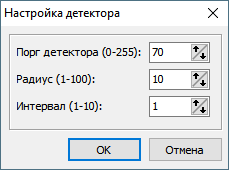 Настройка детектора
Порг детектора (0-255): 70
Радиус (1-100): 10
Интервал (1-10): 1
OK Отмена